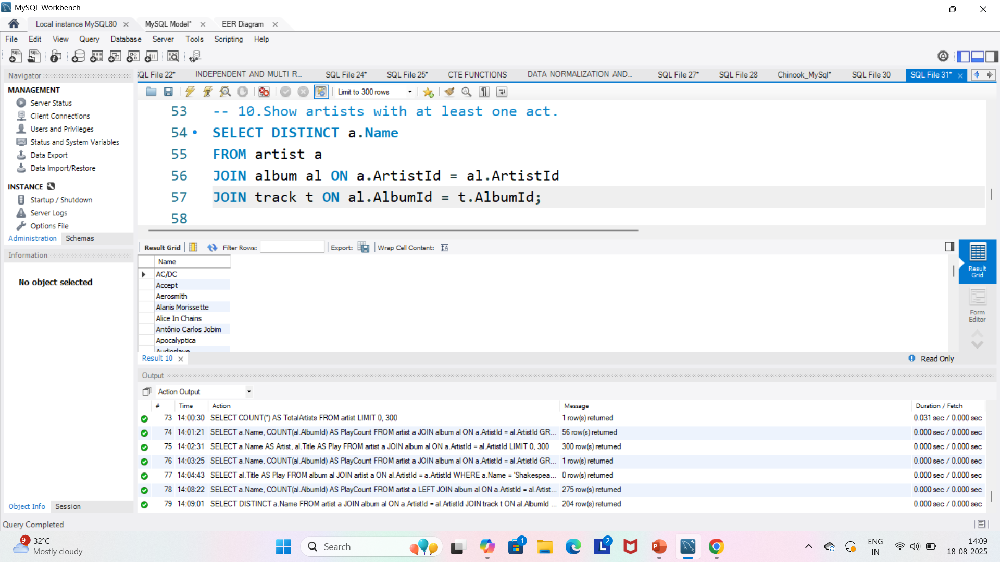 MySQL Workbench
Local instance MySQL80
MySQL Model*
EER Diagram
File Edit View Query Database Server Tools Scripting Help
Navigator
SQL File 22*
INDEPENDENT AND MULTI R...
SQL File 24*
SQL File 25*
CTE FUNCTIONS
DATA NORMALIZATION AND...
SQL File 27*
SQL File 28
Chinook_MySql*
SQL File 30
SQL File 31*
MANAGEMENT
Server Status
Client Connections
Users and Privileges
Status and System Variables
Data Export
Data Import/Restore
INSTANCE
Startup / Shutdown
Server Logs
Options File
Administration Schemas
Information
No object selected
Object Info Session
Limit to 300 rows
53 -- 10.Show artists with at least one act.
54 SELECT DISTINCT a.Name
55 FROM artist a
56 JOIN album al ON a.ArtistId = al.ArtistId
57 JOIN track t ON al.AlbumId = t.AlbumId;
58
Result Grid Filter Rows: Export: Wrap Cell Content:
Name
AC/DC
Accept
Aerosmith
Alanis Morissette
Alice In Chains
Antônio Carlos Jobim
Apocalyptica
Audioslave
Result Grid
Form Editor
Result 10
Read Only
Output
Action Output
# Time Action Message Duration / Fetch
73 14:00:30 SELECT COUNT(*) AS TotalArtists FROM artist LIMIT 0, 300 1 row(s) returned 0.031 sec / 0.000 sec
74 14:01:21 SELECT a.Name, COUNT(al.AlbumId) AS PlayCount FROM artist a JOIN album al ON a.ArtistId = al.ArtistId GR... 56 row(s) returned 0.000 sec / 0.000 sec
75 14:02:31 SELECT a.Name AS Artist, al.Title AS Play FROM artist a JOIN album al ON a.ArtistId = al.ArtistId LIMIT 0, 300 300 row(s) returned 0.000 sec / 0.000 sec
76 14:03:25 SELECT a.Name, COUNT(al.AlbumId) AS PlayCount FROM artist a JOIN album al ON a.ArtistId = al.ArtistId GR... 1 row(s) returned 0.000 sec / 0.000 sec
77 14:04:43 SELECT al.Title AS Play FROM album al JOIN artist a ON al.ArtistId = a.ArtistId WHERE a.Name = 'Shakespea... 0 row(s) returned 0.000 sec / 0.000 sec
78 14:08:22 SELECT a.Name, COUNT(al.AlbumId) AS PlayCount FROM artist a LEFT JOIN album al ON a.ArtistId = al.Artist... 275 row(s) returned 0.000 sec / 0.000 sec
79 14:09:01 SELECT DISTINCT a.Name FROM artist a JOIN album al ON a.ArtistId = al.ArtistId JOIN track t ON al.AlbumId ... 204 row(s) returned 0.000 sec / 0.000 sec
Query Completed
9+
32°C
Mostly cloudy
Search
1
2
ENG
IN
14:09
18-08-2025